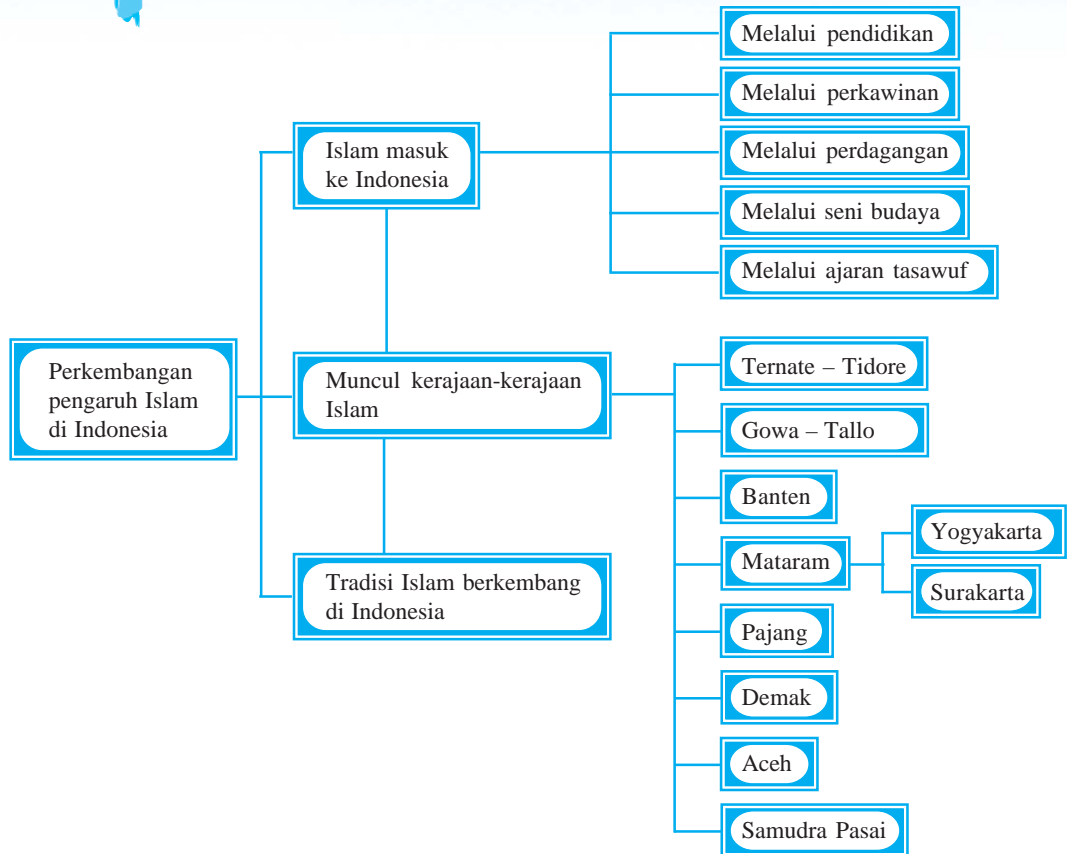 Perkembangan
pengaruh Islam
di Indonesia
Islam masuk
ke Indonesia
Melalui pendidikan
Melalui perkawinan
Melalui perdagangan
Melalui seni budaya
Melalui ajaran tasawuf
Muncul kerajaan-kerajaan
Islam
Ternate – Tidore
Gowa – Tallo
Banten
Mataram
Yogyakarta
Surakarta
Pajang
Demak
Aceh
Samudra Pasai
Tradisi Islam berkembang
di Indonesia